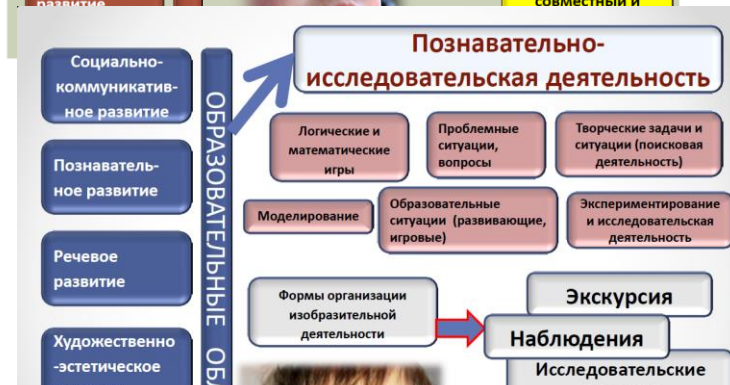 развитие
совместный и
Социально-
коммуникатив-
ное развитие
Познаватель-
ное развитие
Речевое
развитие
Художественно
-эстетическое
ОБРАЗОВАТЕЛЬНЫЕ
Познавательно-
исследовательская деятельность
Логические и
математические
игры
Проблемные
ситуации,
вопросы
Творческие задачи и
ситуации (поисковая
деятельность)
Моделирование
Образовательные
ситуации (развивающие,
игровые)
Экспериментирование
и исследовательская
деятельность
Формы организации
изобразительной
деятельности
Экскурсия
Наблюдения
Исследовательские